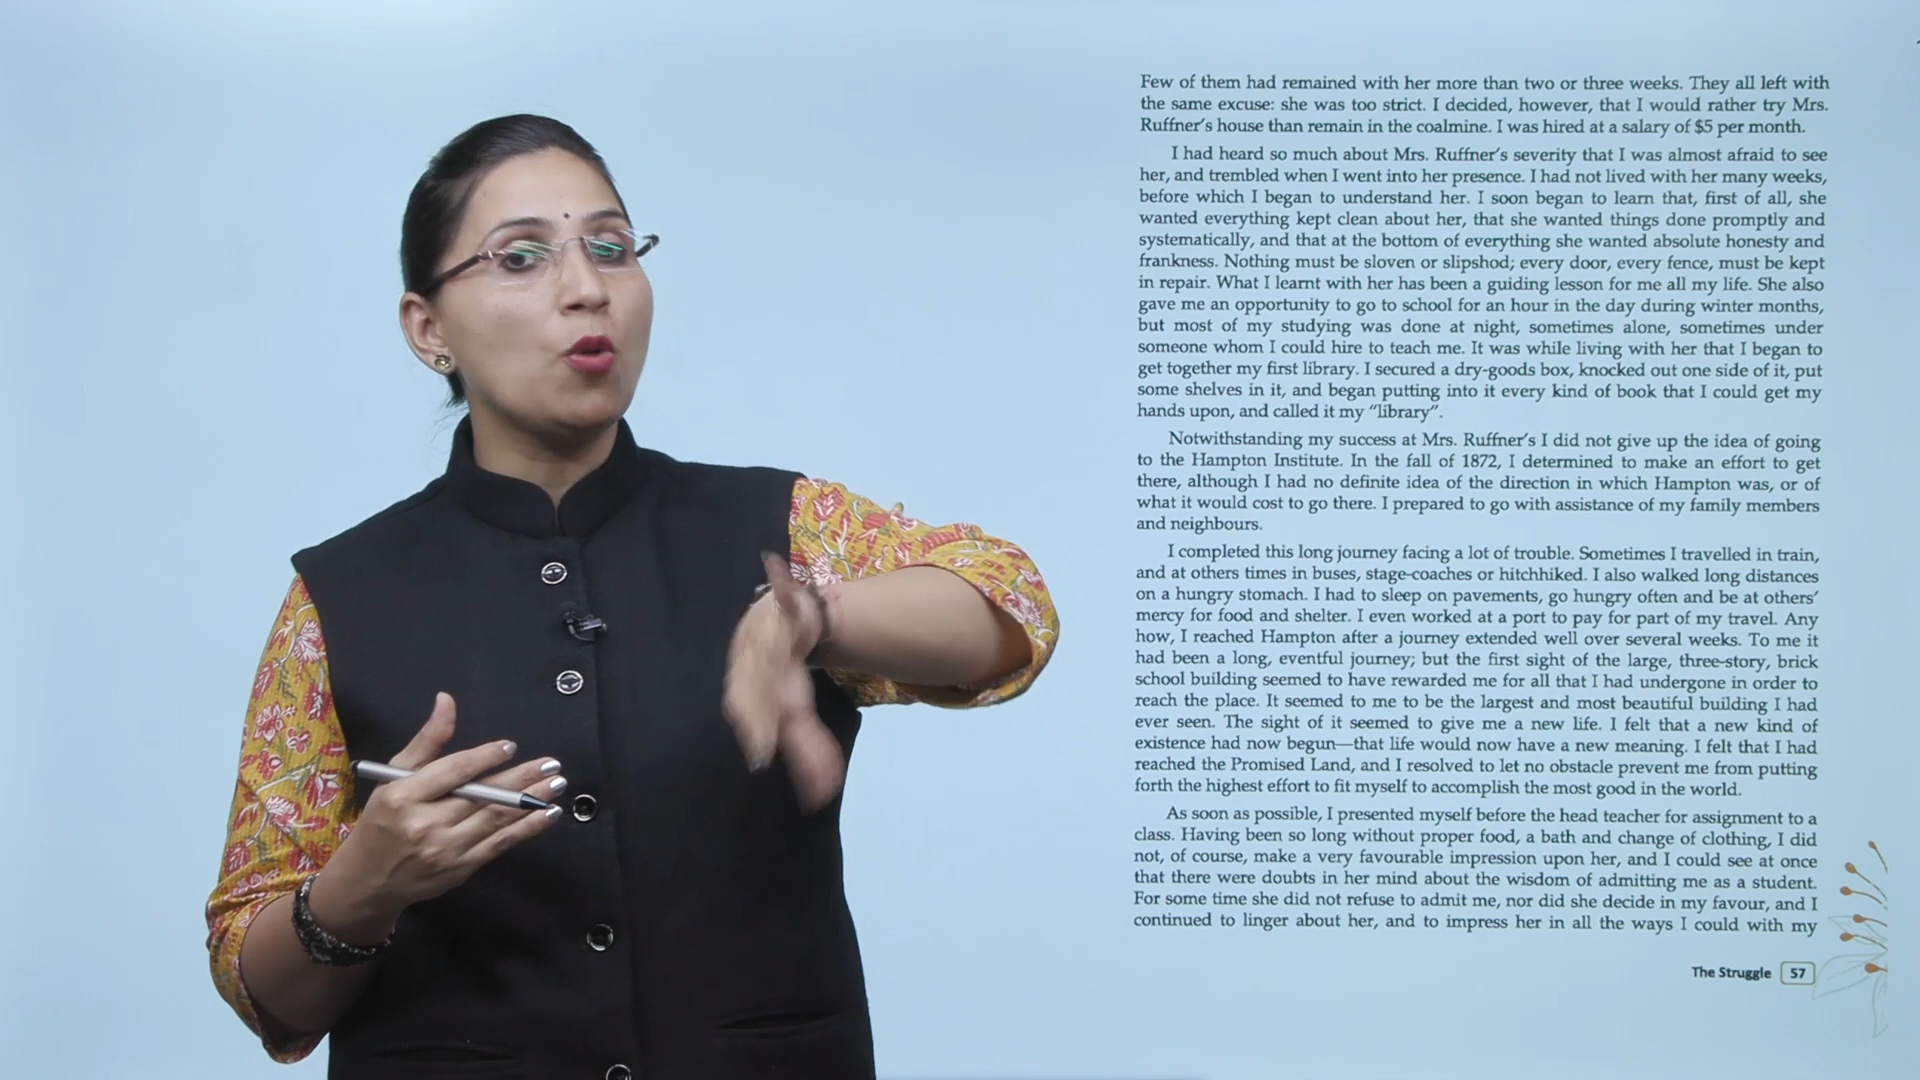 Few of them had remained with her more than two or three weeks. They all left with
the same excuse: she was too strict. I decided, however, that I would rather try Mrs.
Ruffner's house than remain in the coalmine. I was hired at a salary of $5 per month.
I had heard so much about Mrs. Ruffner's severity that I was almost afraid to see
her, and trembled when I went into her presence. I had not lived with her many weeks,
before which I began to understand her. I soon began to learn that, first of all, she
wanted everything kept clean about her, that she wanted things done promptly and
systematically, and that at the bottom of everything she wanted absolute honesty and
frankness. Nothing must be sloven or slipshod; every door, every fence, must be kept
in repair. What I learnt with her has been a guiding lesson for me all my life. She also
gave me an opportunity to go to school for an hour in the day during winter months,
but most of my studying was done at night, sometimes alone, sometimes under
someone whom I could hire to teach me. It was while living with her that I began to
get together my first library. I secured a dry-goods box, knocked out one side of it, put
some shelves in it, and began putting into it every kind of book that I could get my
hands upon, and called it my "library".
Notwithstanding my success at Mrs. Ruffner's I did not give up the idea of going
to the Hampton Institute. In the fall of 1872, I determined to make an effort to get
there, although I had no definite idea of the direction in which Hampton was, or of
what it would cost to go there. I prepared to go with assistance of my family members
and neighbours.
I completed this long journey facing a lot of trouble. Sometimes I travelled in train,
and at others times in buses, stage-coaches or hitchhiked. I also walked long distances
on a hungry stomach. I had to sleep on pavements, go hungry often and be at others'
mercy for food and shelter. I even worked at a port to pay for part of my travel. Any
how, I reached Hampton after a journey extended well over several weeks. To me it
had been a long, eventful journey; but the first sight of the large, three-story, brick
school building seemed to have rewarded me for all that I had undergone in order to
reach the place. It seemed to me to be the largest and most beautiful building I had
ever seen. The sight of it seemed to give me a new life. I felt that a new kind of
existence had now begun—that life would now have a new meaning. I felt that I had
reached the Promised Land, and I resolved to let no obstacle prevent me from putting
forth the highest effort to fit myself to accomplish the most good in the world.
As soon as possible, I presented myself before the head teacher for assignment to a
class. Having been so long without proper food, a bath and change of clothing, I did
not, of course, make a very favourable impression upon her, and I could see at once
that there were doubts in her mind about the wisdom of admitting me as a student.
For some time she did not refuse to admit me, nor did she decide in my favour, and I
continued to linger about her, and to impress her in all the ways I could with my
The Struggle 57